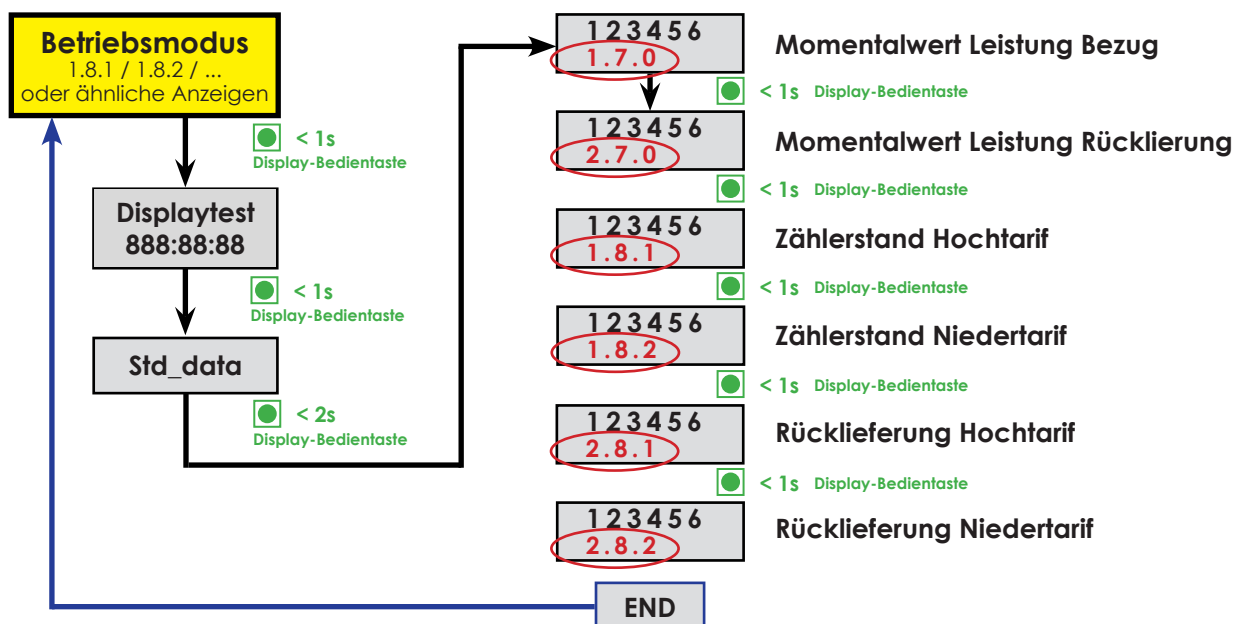 Betriebsmodus
1.8.1 / 1.8.2 / ...
oder ähnliche Anzeigen
< 1s
Display-Bedientaste
Displaytest
888:88:88
< 1s
Display-Bedientaste
Std_data
< 2s
Display-Bedientaste
123456
1.7.0
Momentalwert Leistung Bezug
< 1s Display-Bedientaste
123456
2.7.0
Momentalwert Leistung Rücklierung
< 1s Display-Bedientaste
123456
1.8.1
Zählerstand Hochtarif
< 1s Display-Bedientaste
123456
1.8.2
Zählerstand Niedertarif
< 1s Display-Bedientaste
123456
2.8.1
Rücklieferung Hochtarif
< 1s Display-Bedientaste
123456
2.8.2
Rücklieferung Niedertarif
END